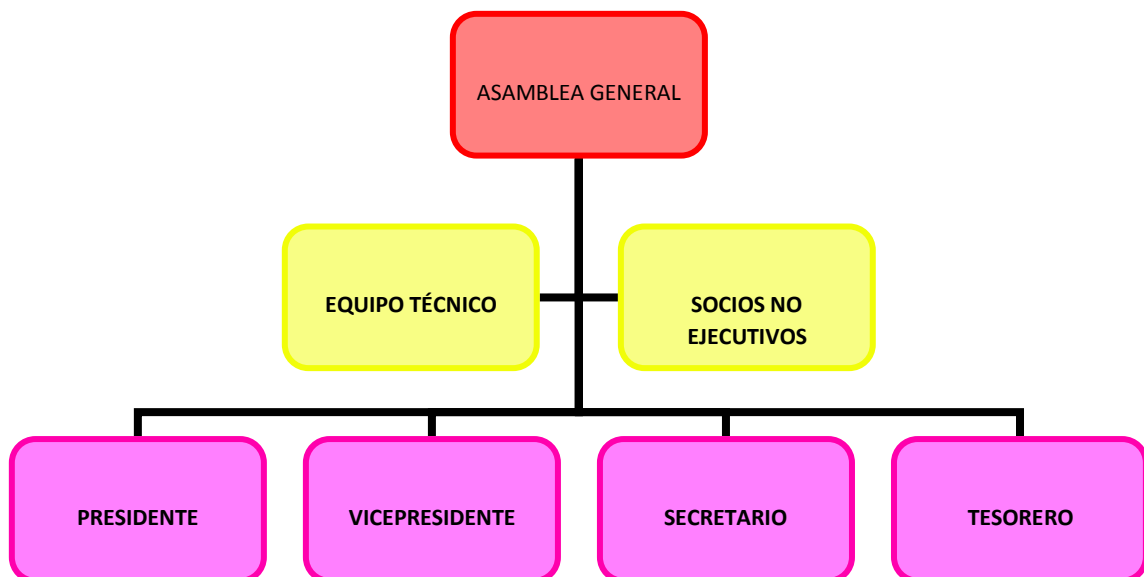 ASAMBLEA GENERAL
EQUIPO TÉCNICO
SOCIOS NO
EJECUTIVOS
PRESIDENTE
VICEPRESIDENTE
SECRETARIO
TESORERO